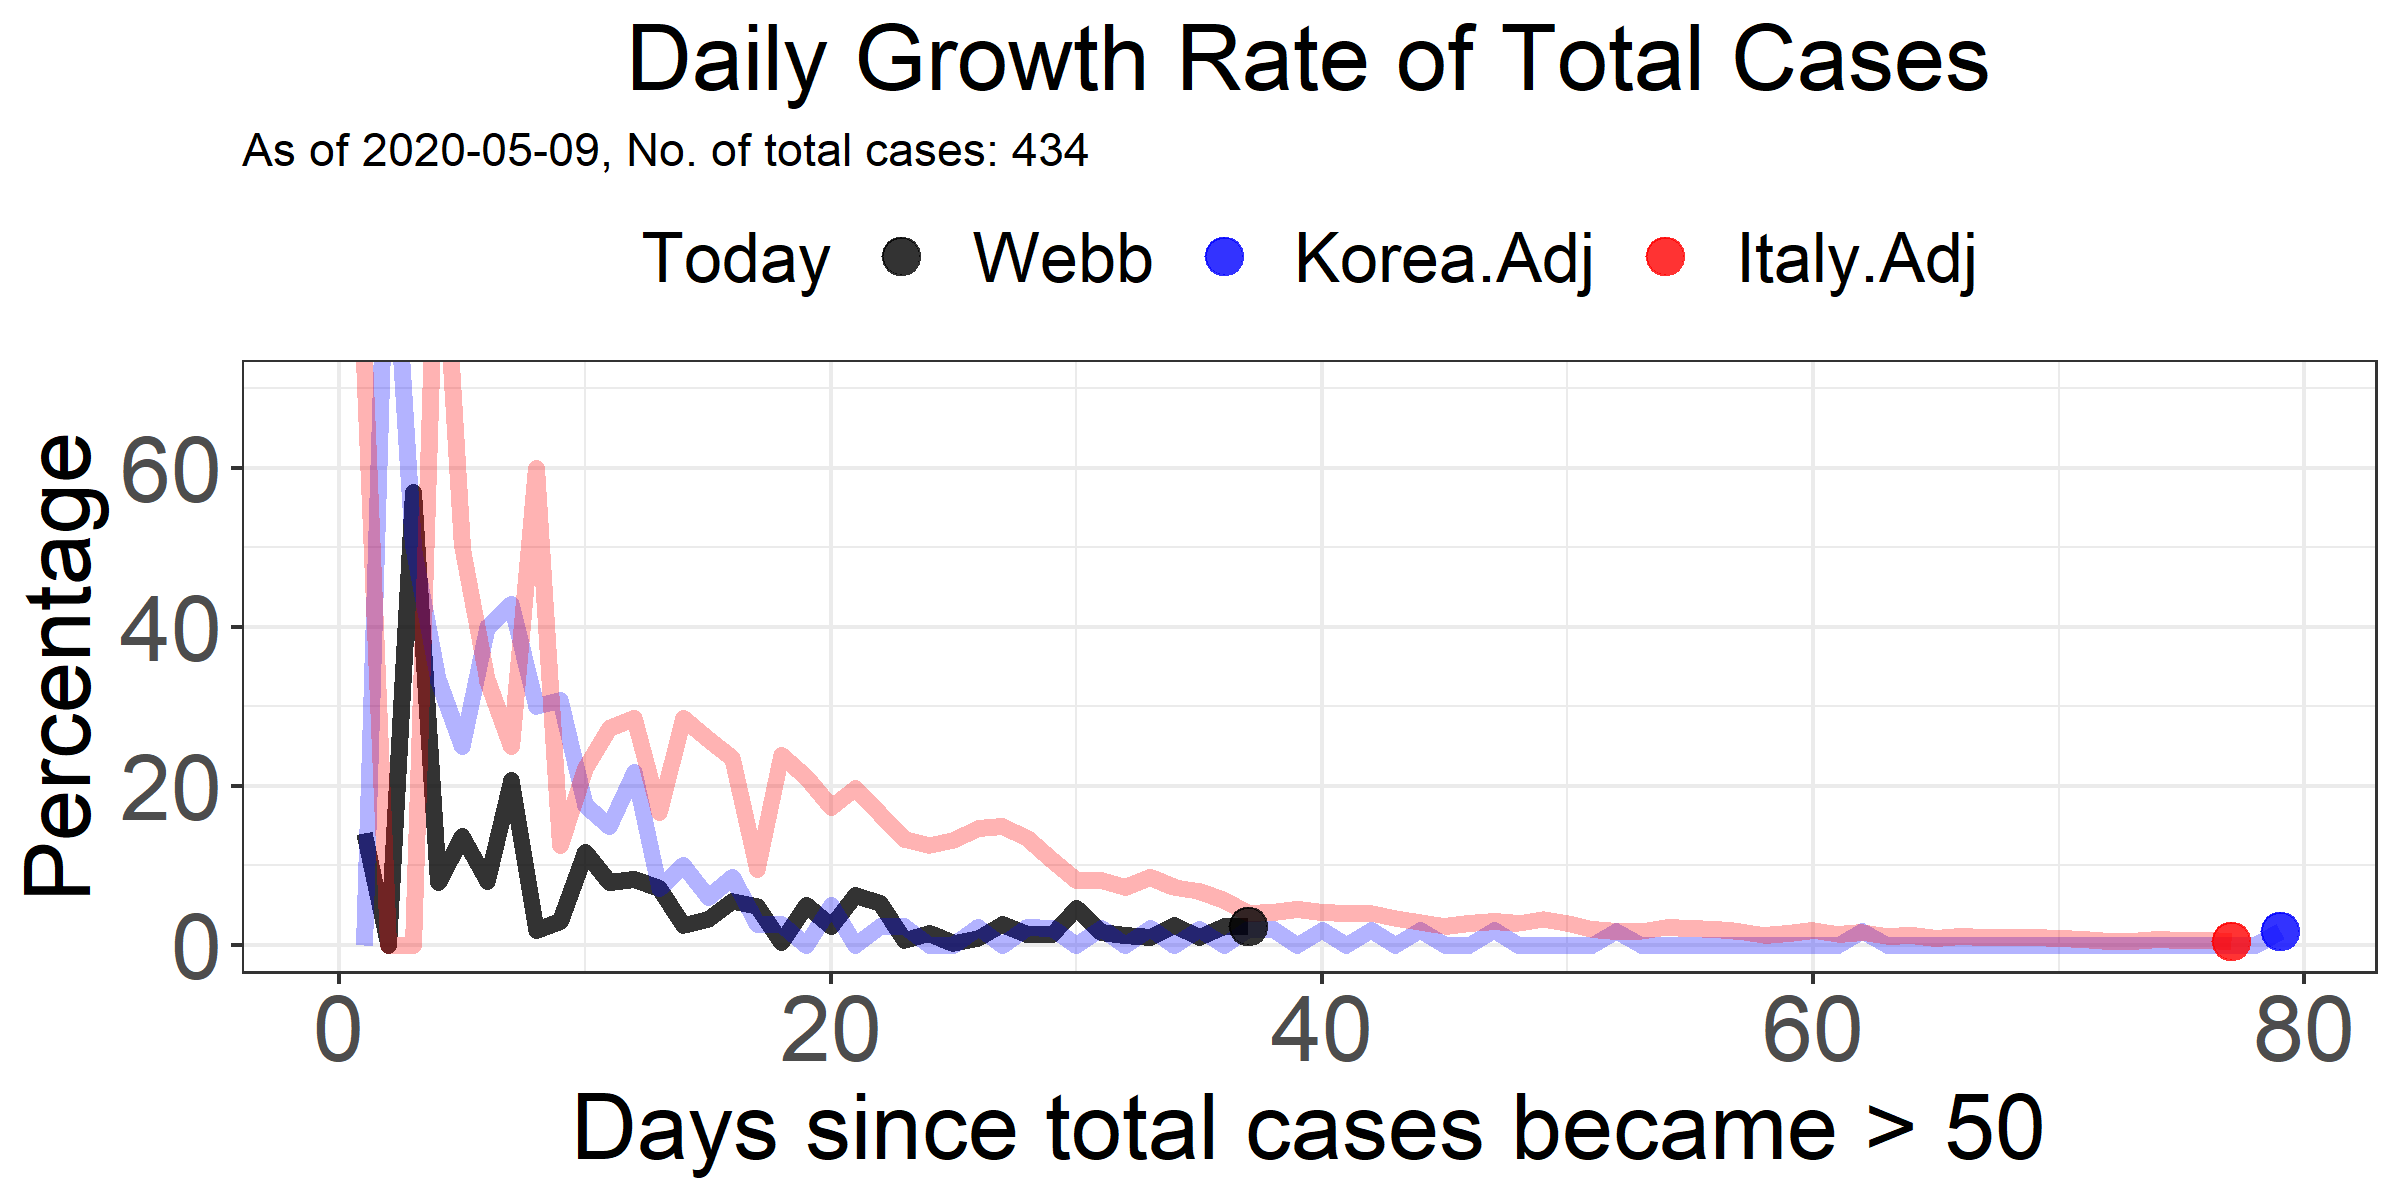 Daily Growth Rate of Total Cases
As of 2020-05-09, No. of total cases: 434
Today Webb Korea.Adj Italy.Adj
Percentage
60
40
20
0
0 20 40 60 80
Days since total cases became > 50